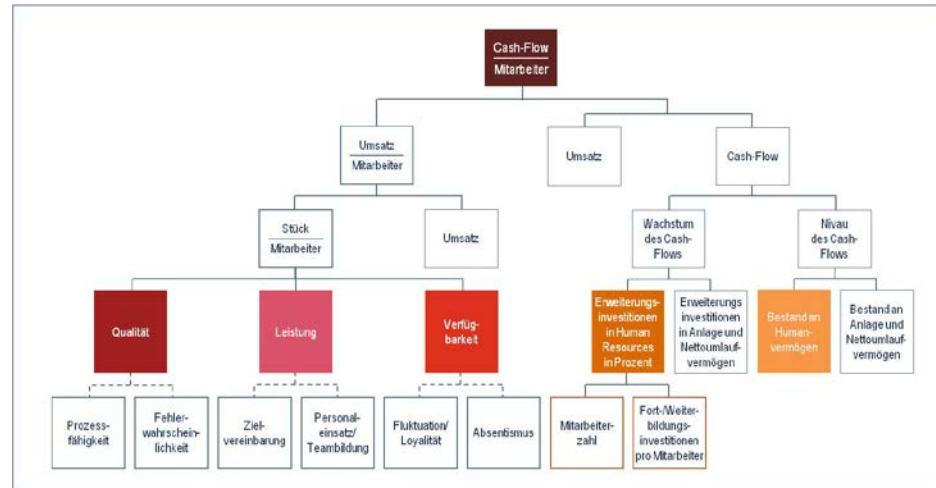 Cash-Flow
Mitarbeiter
Umsatz
Mitarbeiter
Umsatz
Cash-Flow
Stück
Mitarbeiter
Umsatz
Wachstum
des Cash-
Flows
Nivau
des Cash-
Flows
Qualität
Leistung
Verfüg-
barkeit
Erweiterungs-
investitionen
in Human
Resources
in Prozent
Erweiterungs
investitionen
in Anlage und
Nettoumlauf-
vermögen
Bestand an
Human-
vermögen
Bestand an
Anlage und
Nettoumlauf-
vermögen
Prozess-
fähigkeit
Fehler-
wahrschein-
lichkeit
Ziel-
vereinbarung
Personal-
einsatz/
Teambildung
Fluktuation/
Loyalität
Absentismus
Mitarbeiter-
zahl
Fort-/Weiter-
bildungs-
investitionen
pro Mitarbeiter